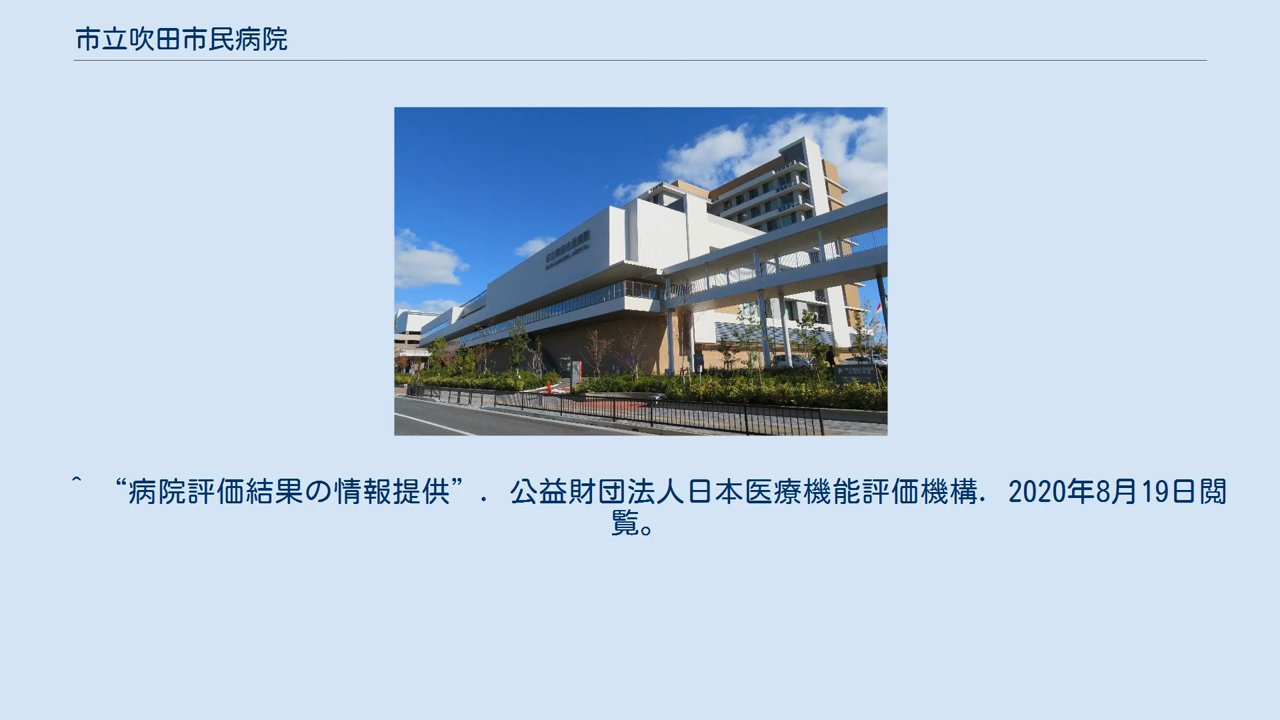 市立吹田市民病院
^ “病院評価結果の情報提供”. 公益財団法人日本医療機能評価機構. 2020年8月19日閲
覧。